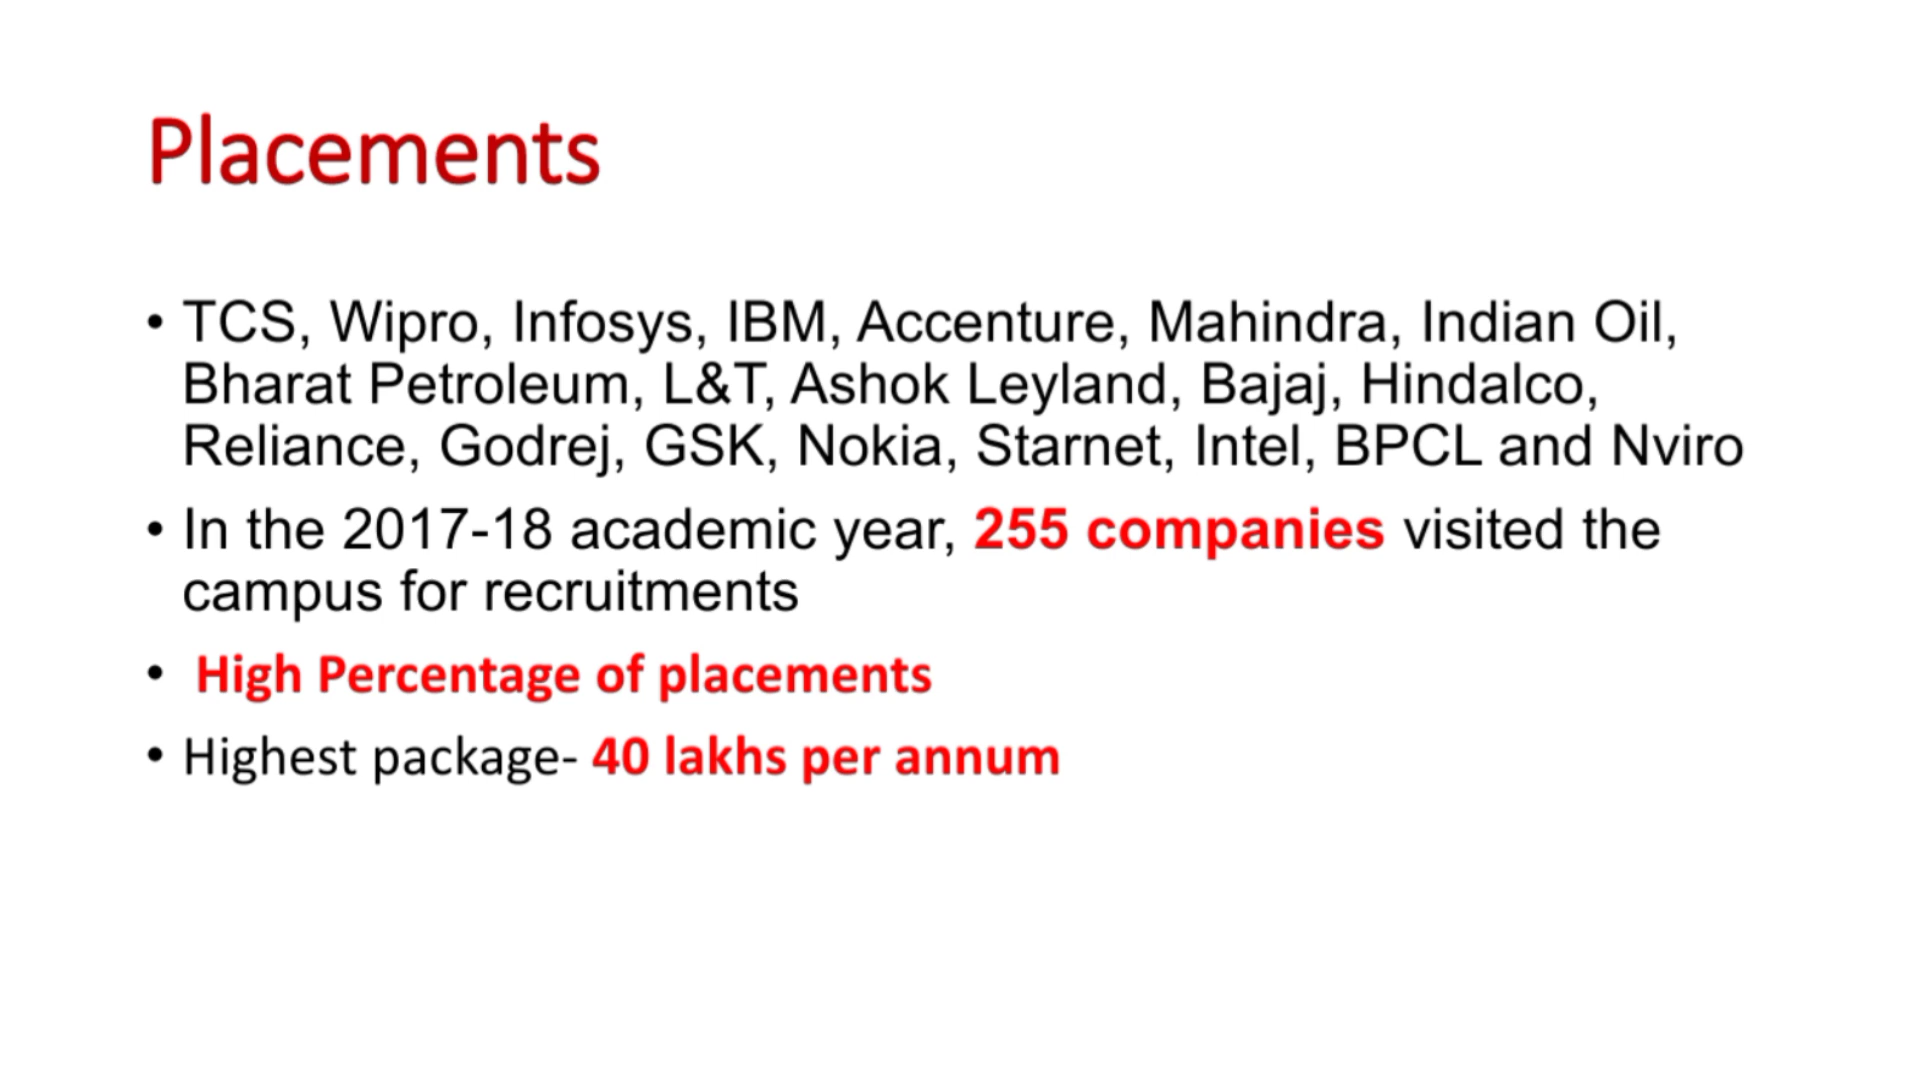 Placements
• TCS, Wipro, Infosys, IBM, Accenture, Mahindra, Indian Oil,
Bharat Petroleum, L&T, Ashok Leyland, Bajaj, Hindalco,
Reliance, Godrej, GSK, Nokia, Starnet, Intel, BPCL and Nviro
• In the 2017-18 academic year, 255 companies visited the
campus for recruitments
• High Percentage of placements
• Highest package- 40 lakhs per annum